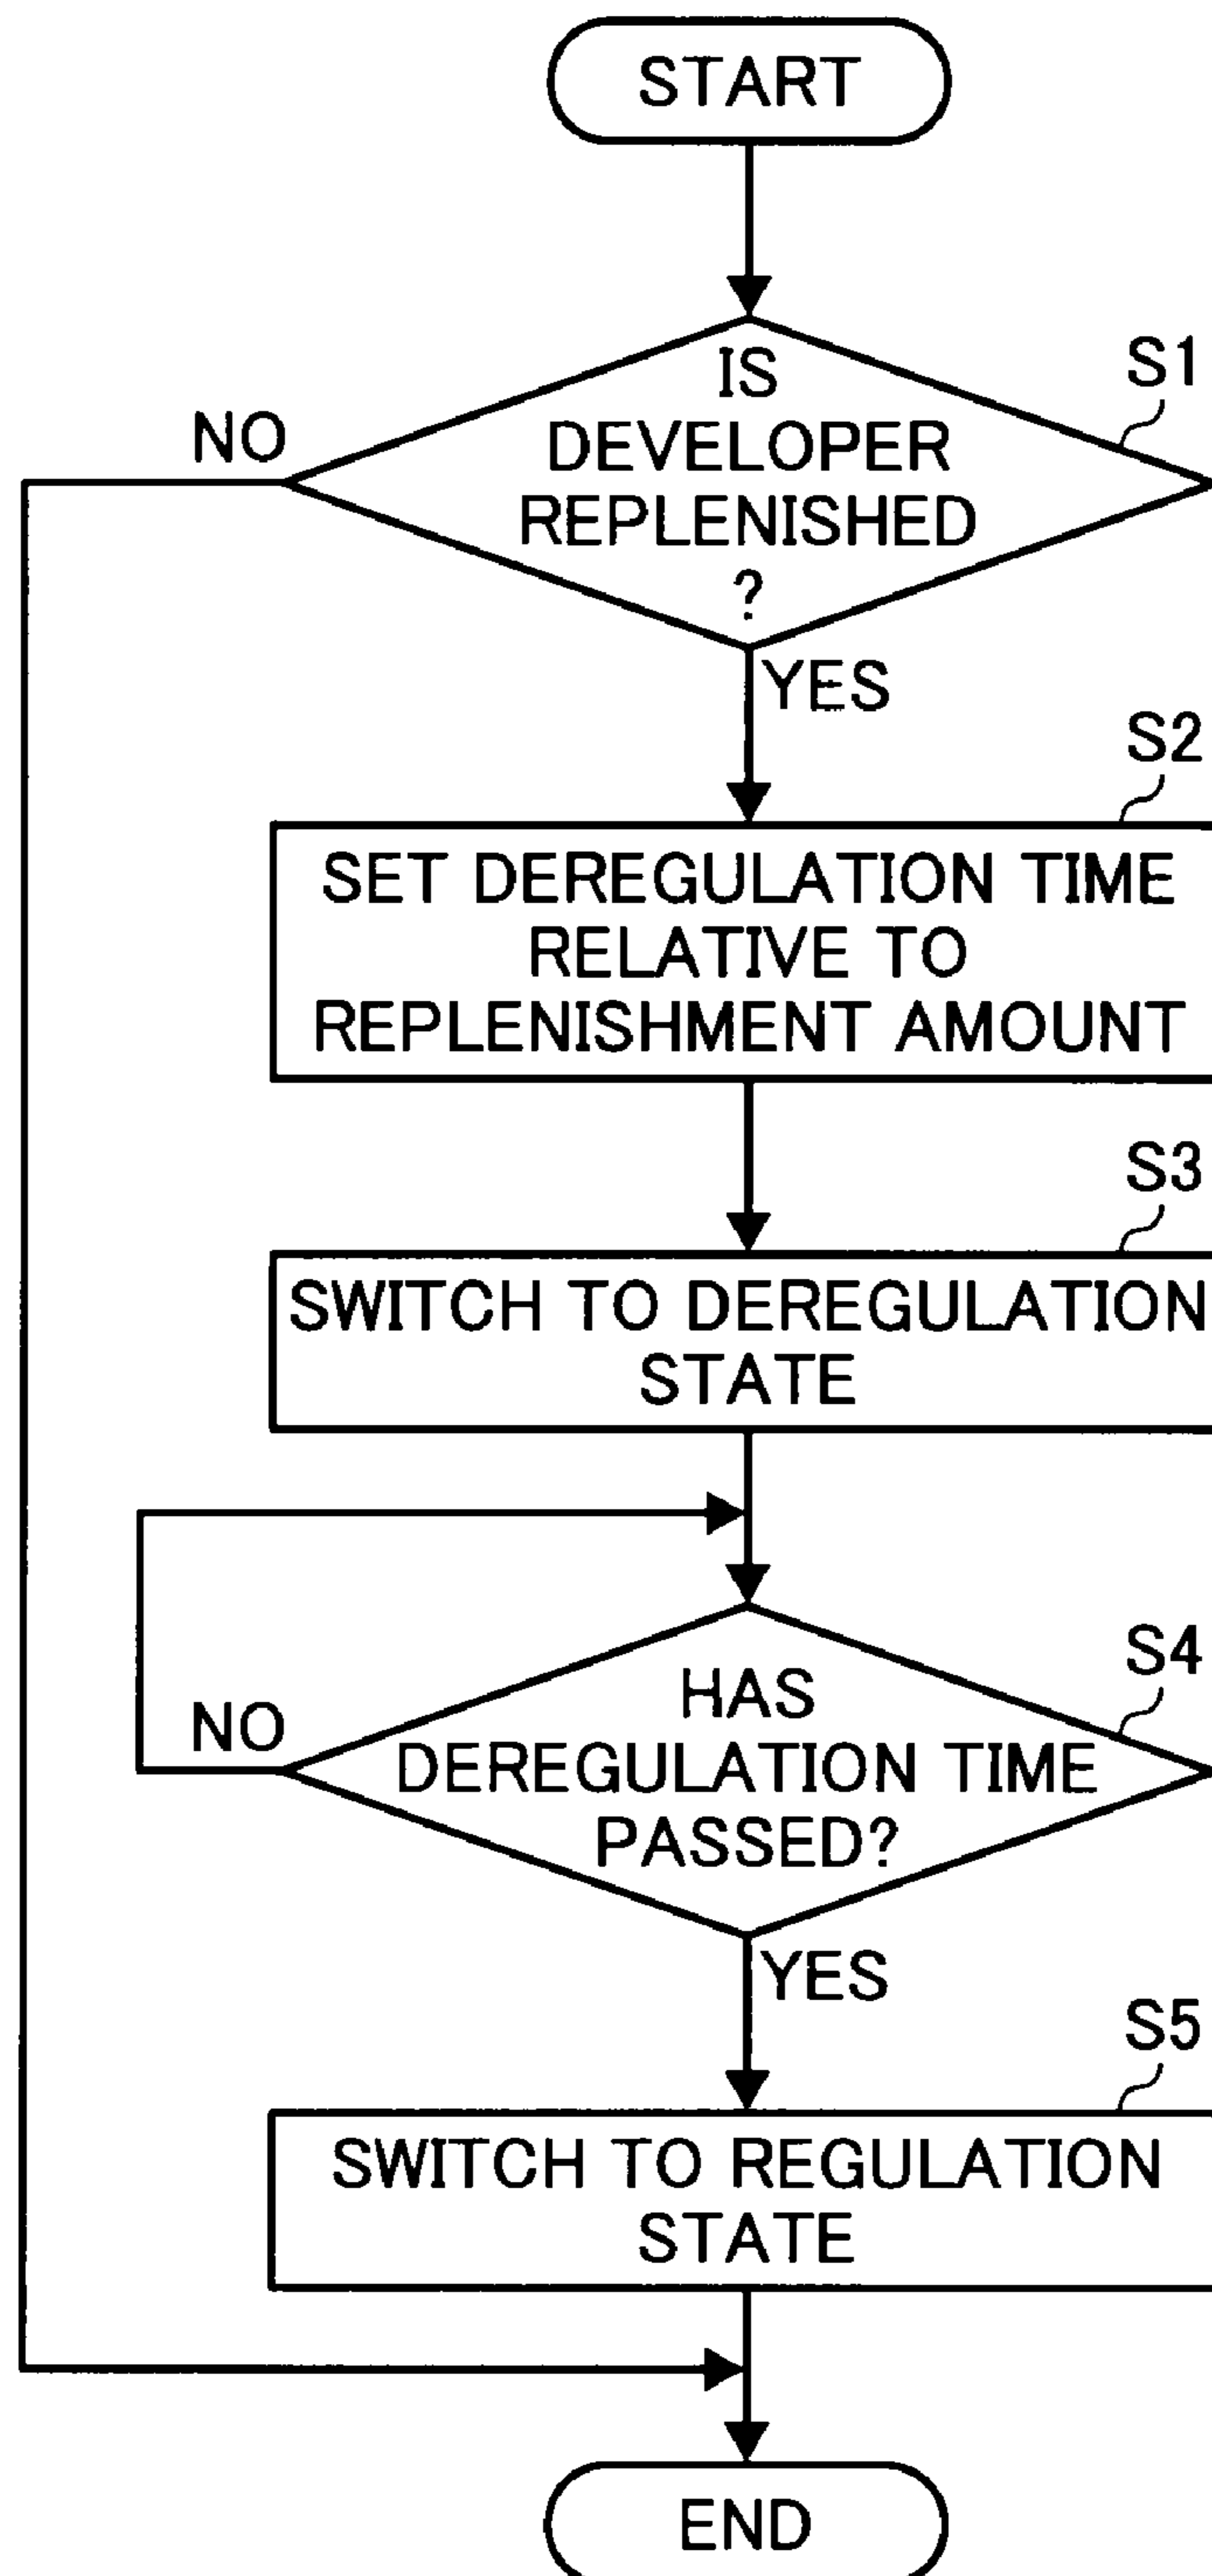 START
S1
IS
DEVELOPER
REPLENISHED
?
NO
YES
S2
SET DEREGULATION TIME
RELATIVE TO
REPLENISHMENT AMOUNT
S3
SWITCH TO DEREGULATION
STATE
S4
HAS
DEREGULATION TIME
PASSED?
NO
YES
S5
SWITCH TO REGULATION
STATE
END